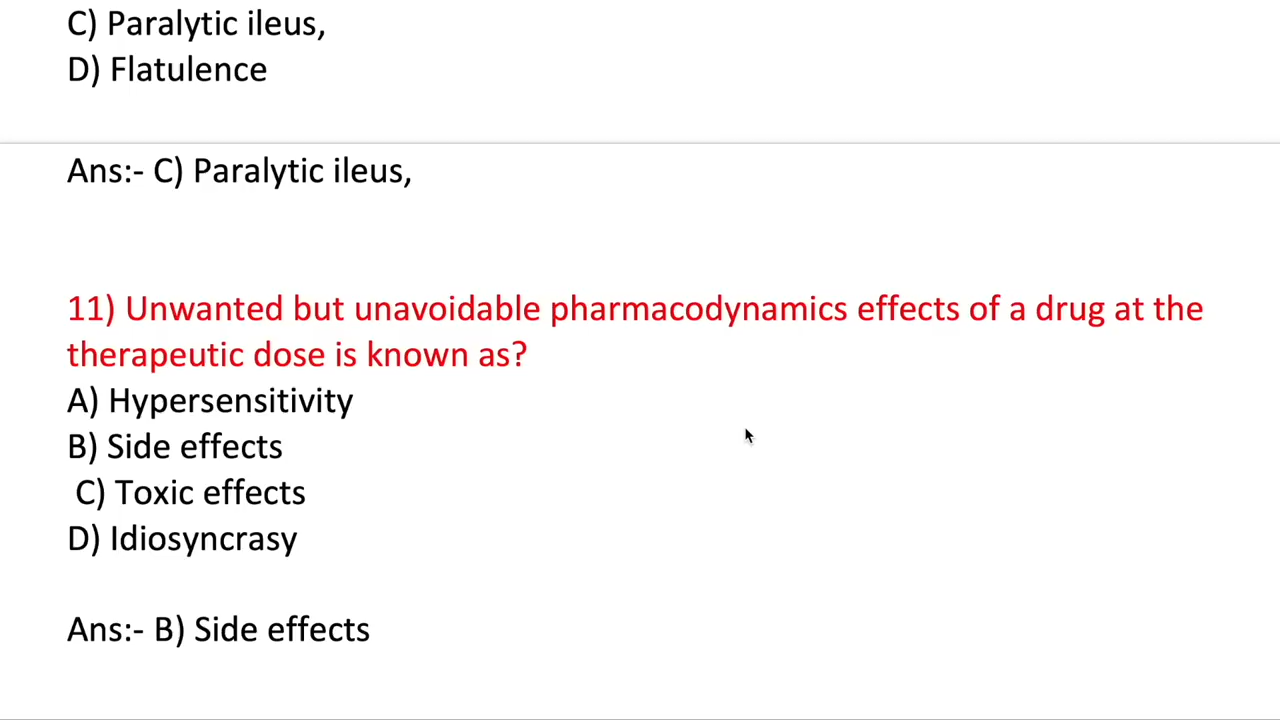 C) Paralytic ileus,
D) Flatulence
Ans:- C) Paralytic ileus,
11) Unwanted but unavoidable pharmacodynamics effects of a drug at the
therapeutic dose is known as?
A) Hypersensitivity
B) Side effects
C) Toxic effects
D) Idiosyncrasy
Ans:- B) Side effects